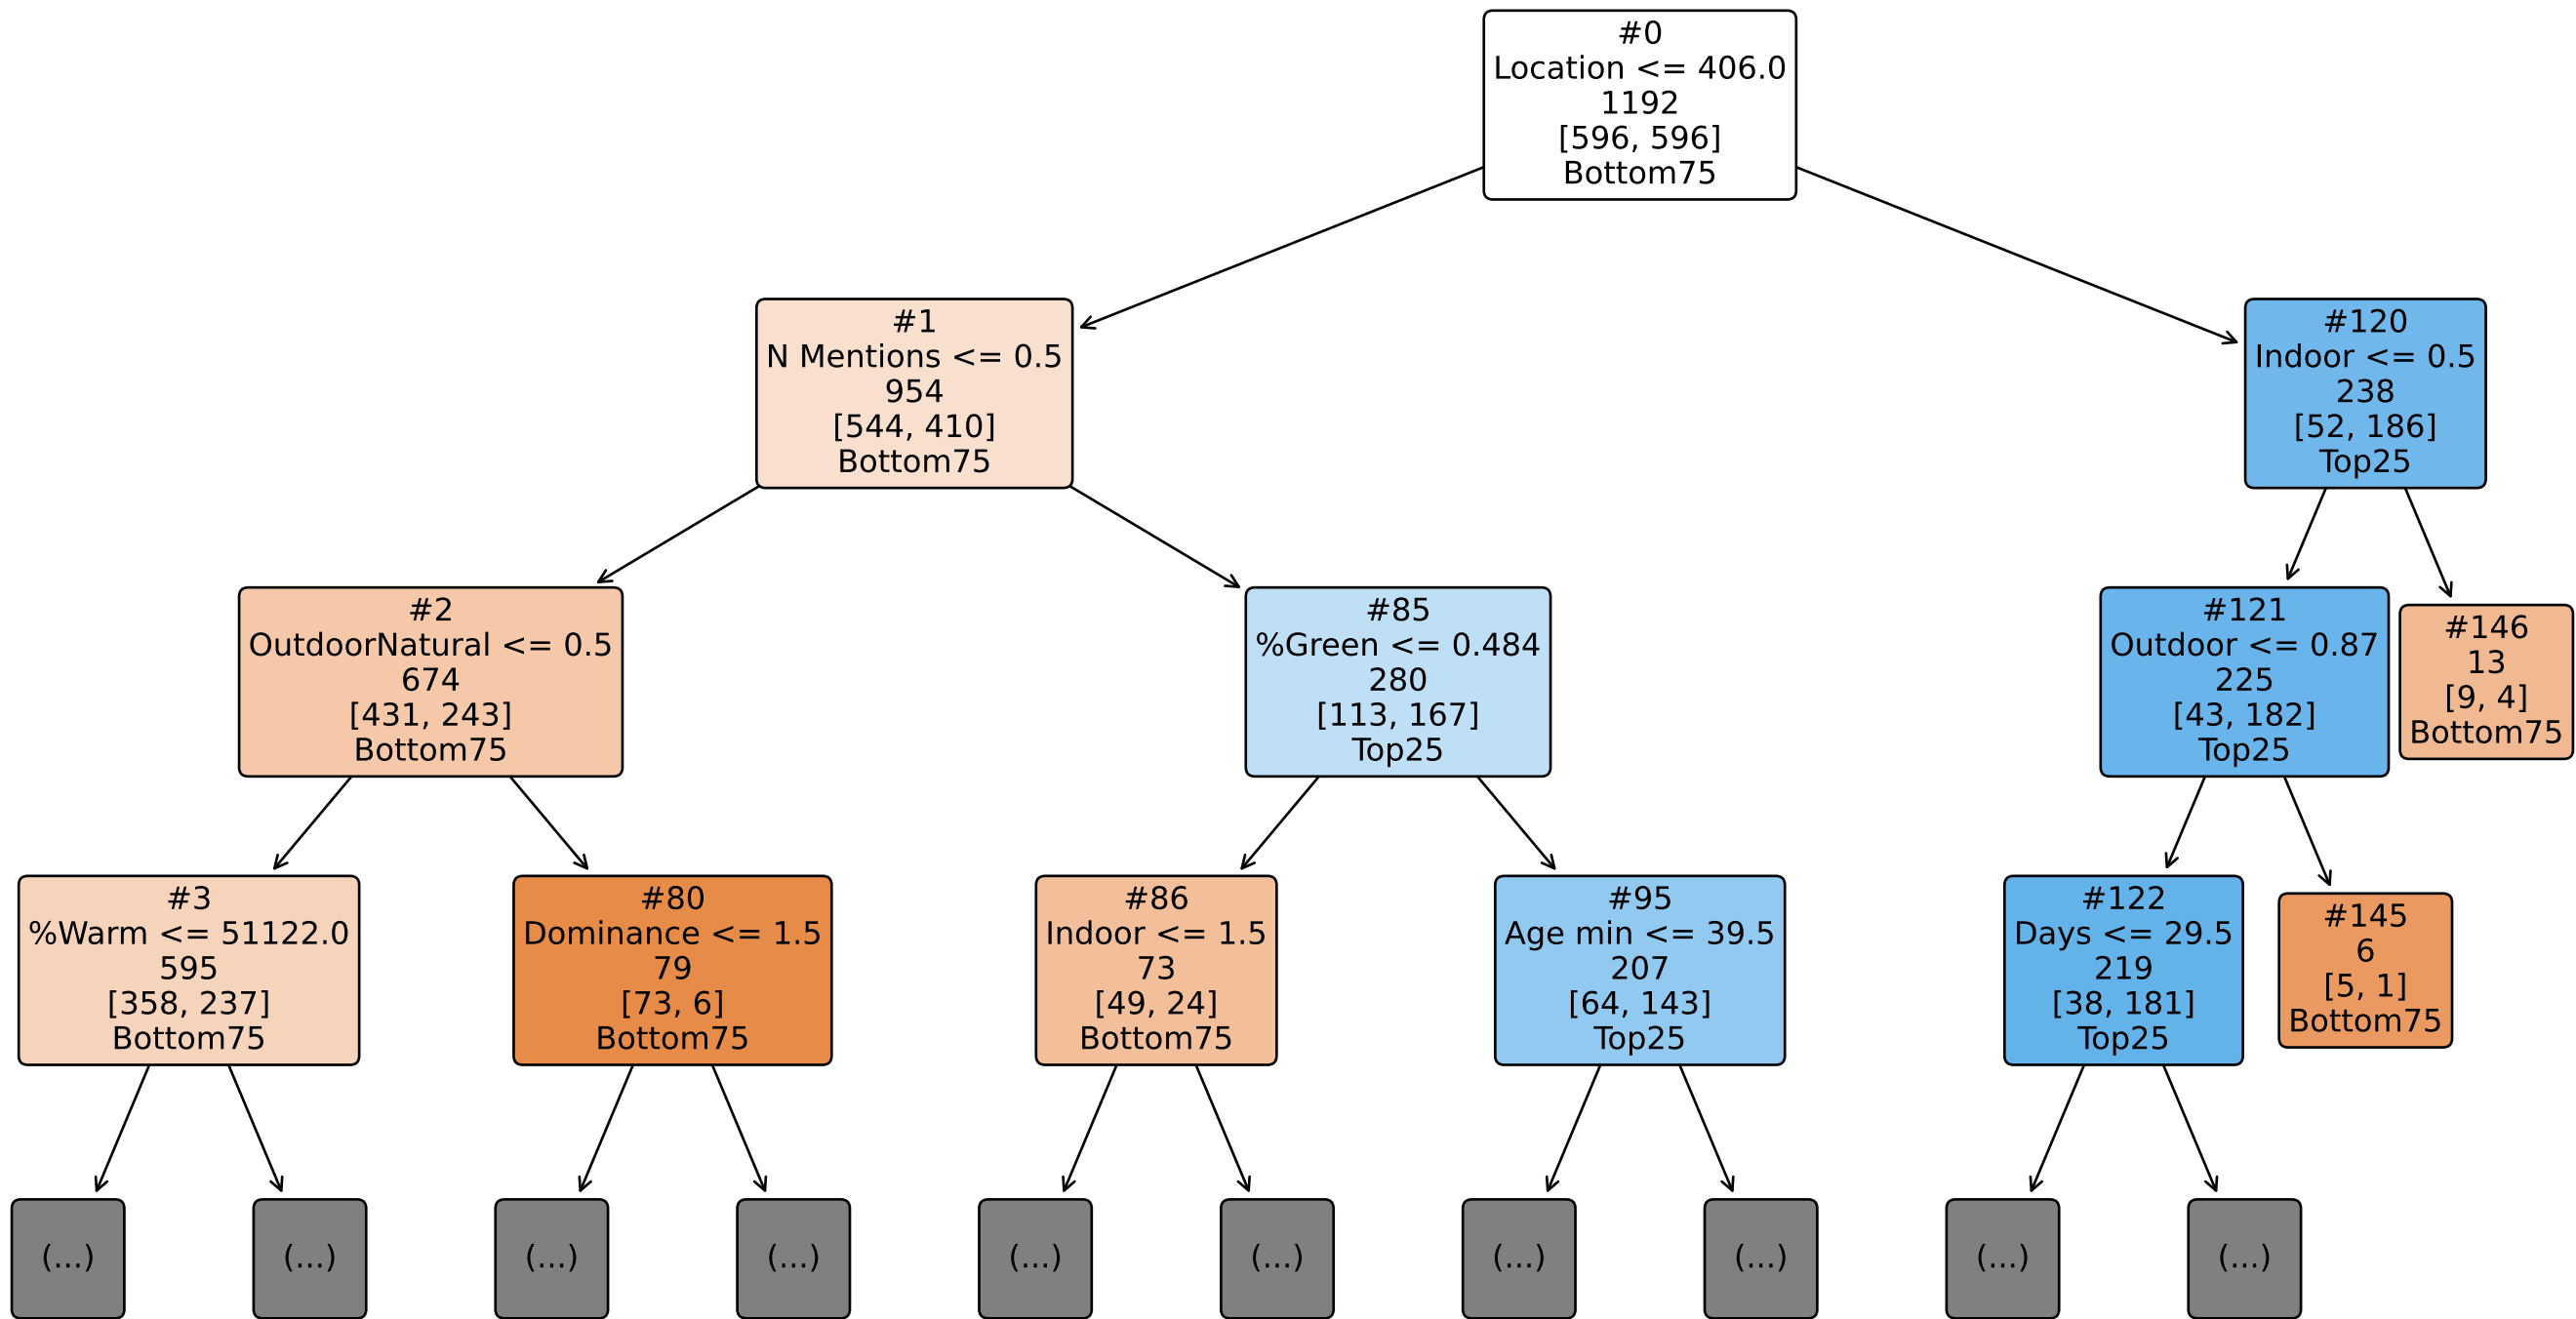 #0
Location <= 406.0
1192
[596, 596]
Bottom75
#1
N Mentions <= 0.5
954
[544, 410]
Bottom75
#120
Indoor <= 0.5
238
[52, 186]
Top25
#2
OutdoorNatural <= 0.5
674
[431, 243]
Bottom75
#85
%Green <= 0.484
280
[113, 167]
Top25
#121
Outdoor <= 0.87
225
[43, 182]
Top25
#146
13
[9, 4]
Bottom75
#3
%Warm <= 51122.0
595
[358, 237]
Bottom75
#80
Dominance <= 1.5
79
[73, 6]
Bottom75
#86
Indoor <= 1.5
73
[49, 24]
Bottom75
#95
Age min <= 39.5
207
[64, 143]
Top25
#122
Days <= 29.5
219
[38, 181]
Top25
#145
6
[5, 1]
Bottom75
(...)
(...)
(...)
(...)
(...)
(...)
(...)
(...)
(...)
(...)